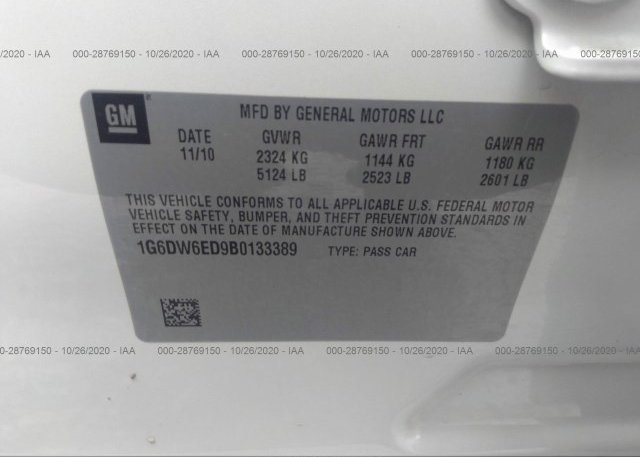 000-28769150 - 10/26/2020 - IAA 000-28769150 - 10/26/2020 - IAA 000-28769150 - 10/26/2020 - IAA
GM
MFD BY GENERAL MOTORS LLC
DATE GVWR GAWR FRT GAWR RR
11/10 2324 KG 1144 KG 1180 KG
5124 LB 2523 LB 2601 LB
THIS VEHICLE CONFORMS TO ALL APPLICABLE U.S. FEDERAL MOTOR
VEHICLE SAFETY, BUMPER, AND THEFT PREVENTION STANDARDS IN
EFFECT ON THE DATE OF MANUFACTURE SHOWN ABOVE.
1G6DW6ED9B0133389 TYPE: PASS CAR
000-28769150 - 10/26/2020 - IAA 000-28769150 - 10/26/2020 - IAA 000-28769150 - 10/26/2020 - IAA